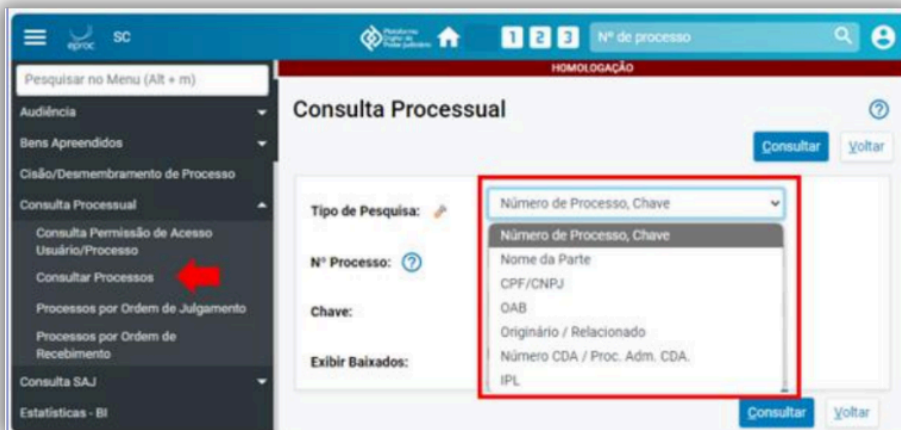 eproc SC
1 2 3 Nº de processo
HOMOLOGAÇÃO
Pesquisar no Menu (Alt + m)
Audiência
Bens Apreendidos
Cisão/Desmembramento de Processo
Consulta Processual
Consulta Permissão de Acesso
Usuário/Processo
Consultar Processos
Processos por Ordem de Julgamento
Processos por Ordem de
Recebimento
Consulta SAJ
Estatísticas - BI
Consulta Processual
Consultar Voltar
Tipo de Pesquisa: Número de Processo, Chave
Número de Processo, Chave
Nome da Parte
CPF/CNPJ
OAB
Originário / Relacionado
Número CDA / Proc. Adm. CDA.
IPL
Nº Processo: ?
Chave:
Exibir Baixados:
Consultar Voltar